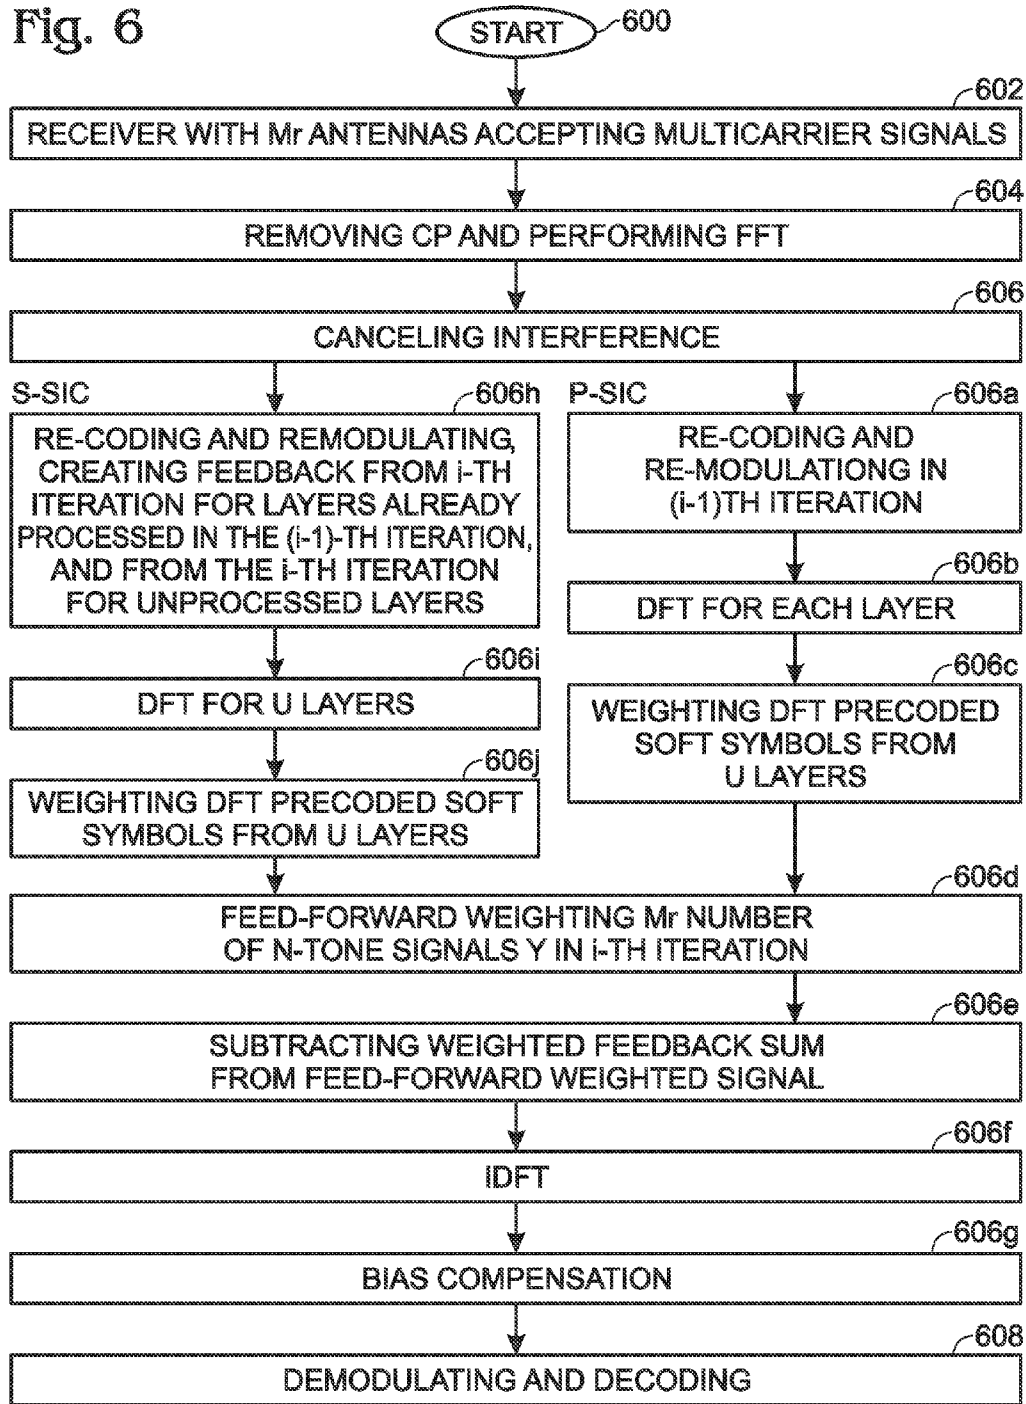 Fig. 6
START
600
602
RECEIVER WITH Mr ANTENNAS ACCEPTING MULTICARRIER SIGNALS
604
REMOVING CP AND PERFORMING FFT
606
CANCELING INTERFERENCE
S-SIC
606h
RE-CODING AND REMODULATING,
CREATING FEEDBACK FROM i-TH
ITERATION FOR LAYERS ALREADY
PROCESSED IN THE (i-1)-TH ITERATION,
AND FROM THE i-TH ITERATION
FOR UNPROCESSED LAYERS
606i
DFT FOR U LAYERS
606j
WEIGHTING DFT PRECODED SOFT
SYMBOLS FROM U LAYERS
P-SIC
606a
RE-CODING AND
RE-MODULATIONG IN
(i-1)TH ITERATION
606b
DFT FOR EACH LAYER
606c
WEIGHTING DFT PRECODED
SOFT SYMBOLS FROM
U LAYERS
606d
FEED-FORWARD WEIGHTING Mr NUMBER
OF N-TONE SIGNALS Y IN i-TH ITERATION
606e
SUBTRACTING WEIGHTED FEEDBACK SUM
FROM FEED-FORWARD WEIGHTED SIGNAL
606f
IDFT
606g
BIAS COMPENSATION
608
DEMODULATING AND DECODING